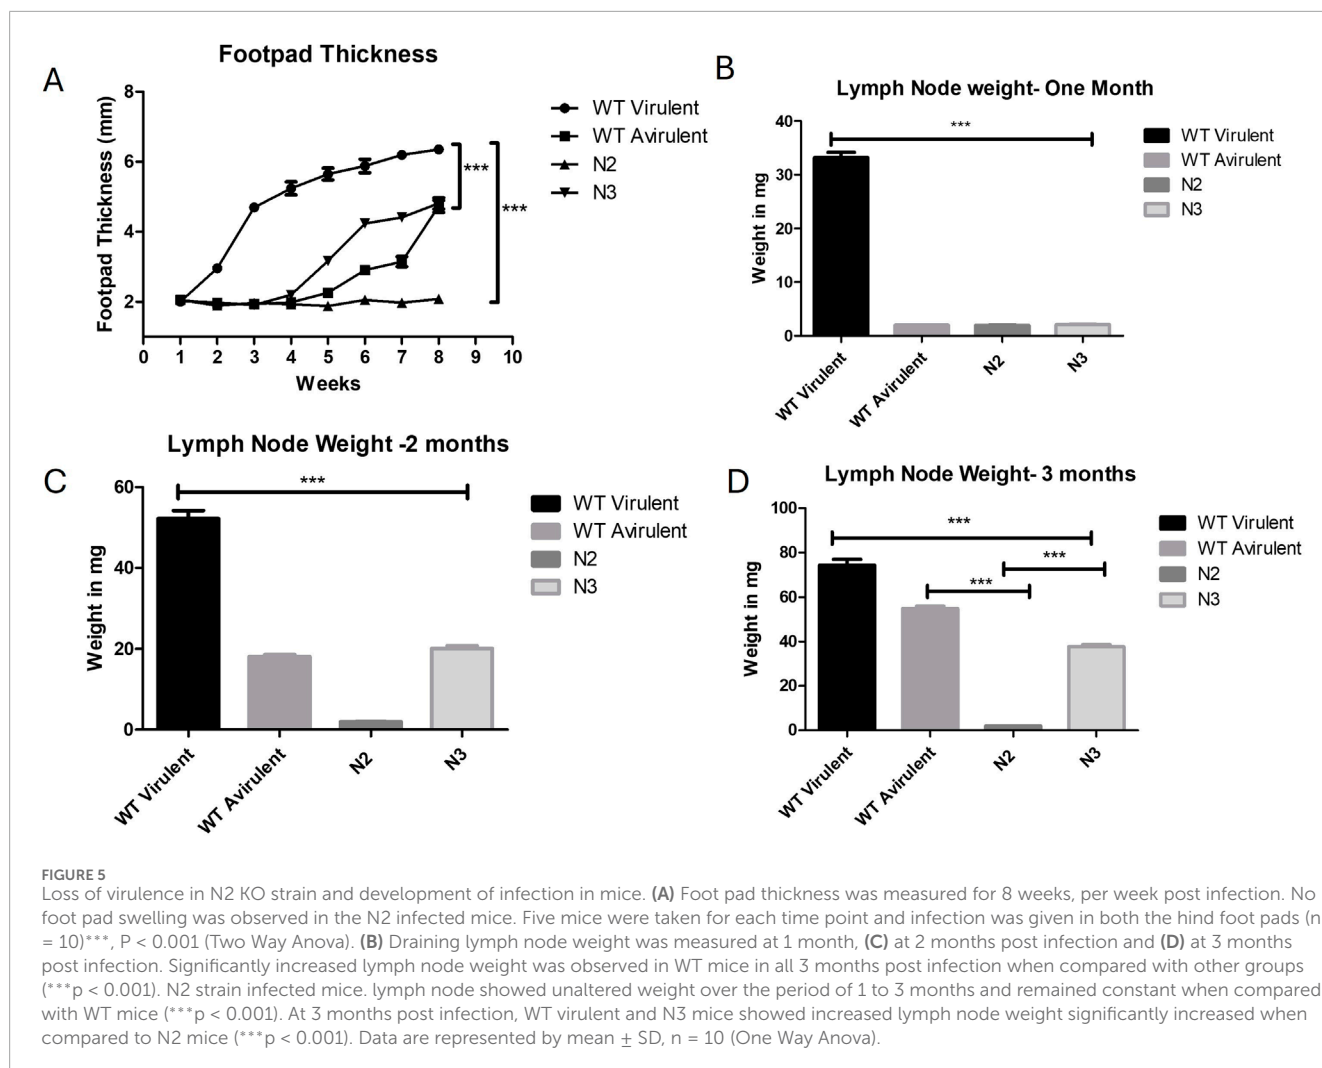 Footpad Thickness
A
Footpad Thickness (mm)
8
6
4
2
0 1 2 3 4 5 6 7 8 9 10
Weeks
WT Virulent
WT Avirulent
N2
N3
***
***
B
Lymph Node weight- One Month
Weight in mg
40
30
20
10
0
***
WT Virulent
WT Avirulent
N2
N3
WT Virulent
WT Avirulent
N2
N3
Lymph Node Weight -2 months
C
Weight in mg
60
40
20
0
***
WT Virulent
WT Avirulent
N2
N3
WT Virulent
WT Avirulent
N2
N3
Lymph Node Weight- 3 months
D
Weight in mg
100
80
60
40
20
0
***
***
***
WT Virulent
WT Avirulent
N2
N3
WT Virulent
WT Avirulent
N2
N3
FIGURE 5
Loss of virulence in N2 KO strain and development of infection in mice. (A) Foot pad thickness was measured for 8 weeks, per week post infection. No
foot pad swelling was observed in the N2 infected mice. Five mice were taken for each time point and infection was given in both the hind foot pads (n
= 10)***, P < 0.001 (Two Way Anova). (B) Draining lymph node weight was measured at 1 month, (C) at 2 months post infection and (D) at 3 months
post infection. Significantly increased lymph node weight was observed in WT mice in all 3 months post infection when compared with other groups
(***p < 0.001). N2 strain infected mice. lymph node showed unaltered weight over the period of 1 to 3 months and remained constant when compared
with WT mice (***p < 0.001). At 3 months post infection, WT virulent and N3 mice showed increased lymph node weight significantly increased when
compared to N2 mice (***p < 0.001). Data are represented by mean ± SD, n = 10 (One Way Anova).